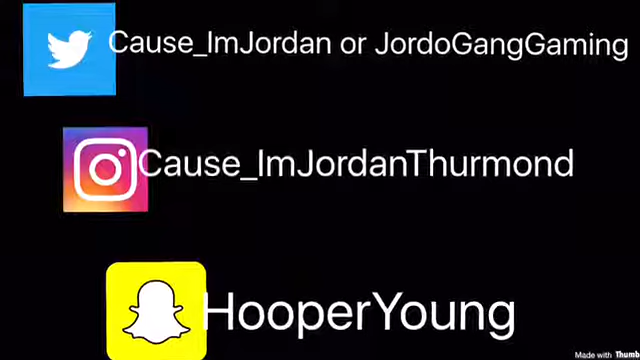 Cause_ImJordan or JordoGangGaming
Cause_ImJordanThurmond
HooperYoung
Made with Thumb